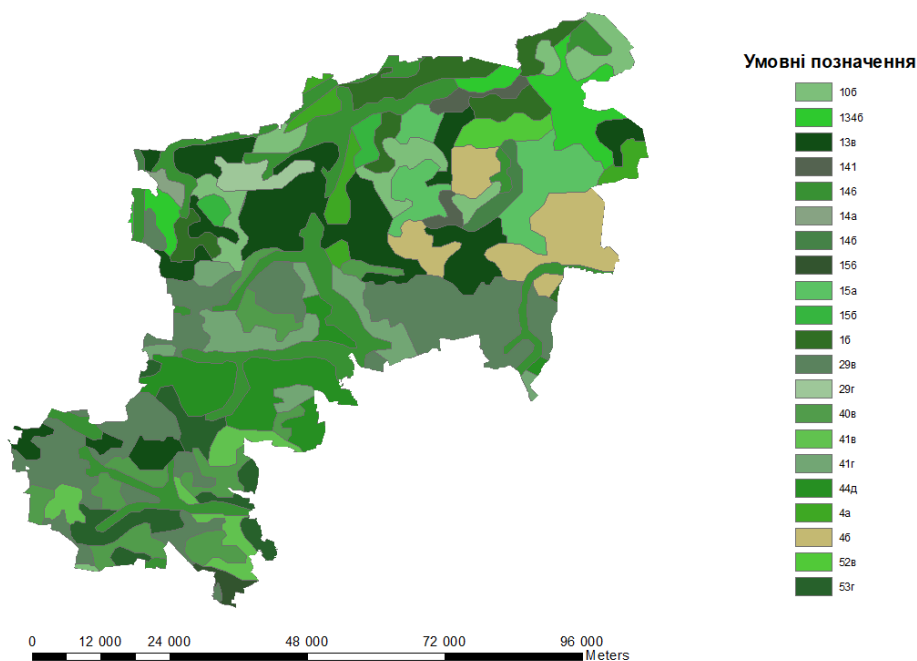 Умовні позначення
10б
134б
13в
141
146
14а
14б
15б
15а
15б
1б
29в
29г
40в
41в
41г
44д
4а
4б
52в
53г
0 12 000 24 000 48 000 72 000 96 000
Meters